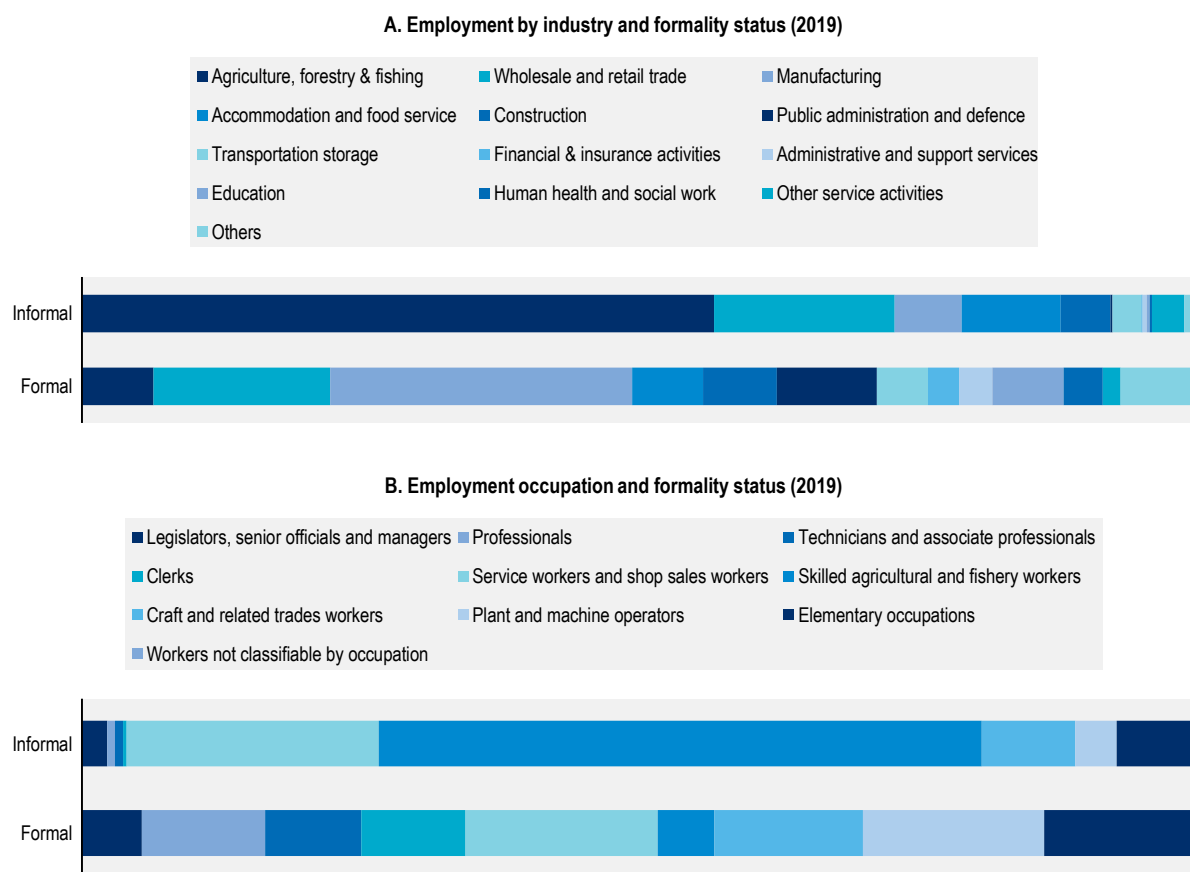 A. Employment by industry and formality status (2019)
Agriculture, forestry & fishing Wholesale and retail trade Manufacturing
Accommodation and food service Construction Public administration and defence
Transportation storage Financial & insurance activities Administrative and support services
Education Human health and social work Other service activities
Others
Informal
Formal
B. Employment occupation and formality status (2019)
Legislators, senior officials and managers Professionals Technicians and associate professionals
Clerks Service workers and shop sales workers Skilled agricultural and fishery workers
Craft and related trades workers Plant and machine operators Elementary occupations
Workers not classifiable by occupation
Informal
Formal